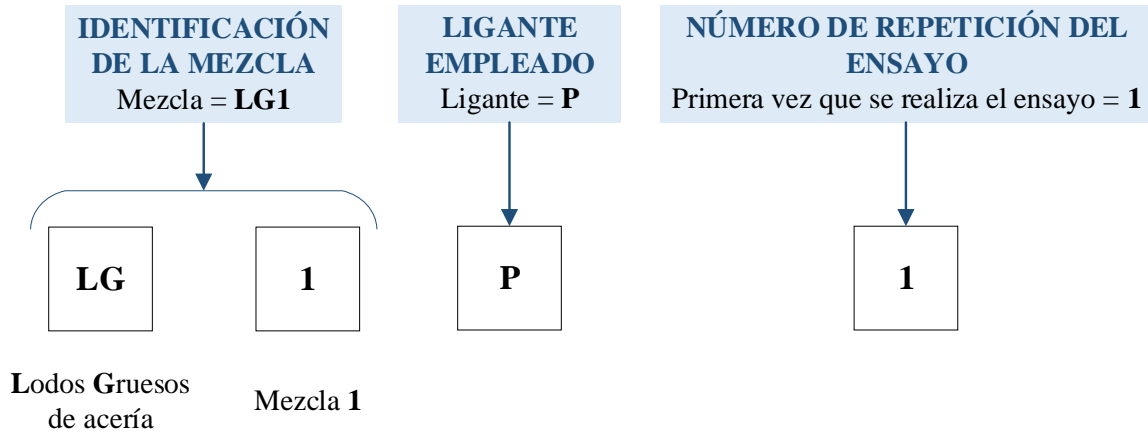 IDENTIFICACIÓN
DE LA MEZCLA
Mezcla = LG1
LIGANTE
EMPLEADO
Ligante = P
NÚMERO DE REPETICIÓN DEL
ENSAYO
Primera vez que se realiza el ensayo = 1
LG
1
P
1
Lodos Gruesos
de acería
Mezcla 1